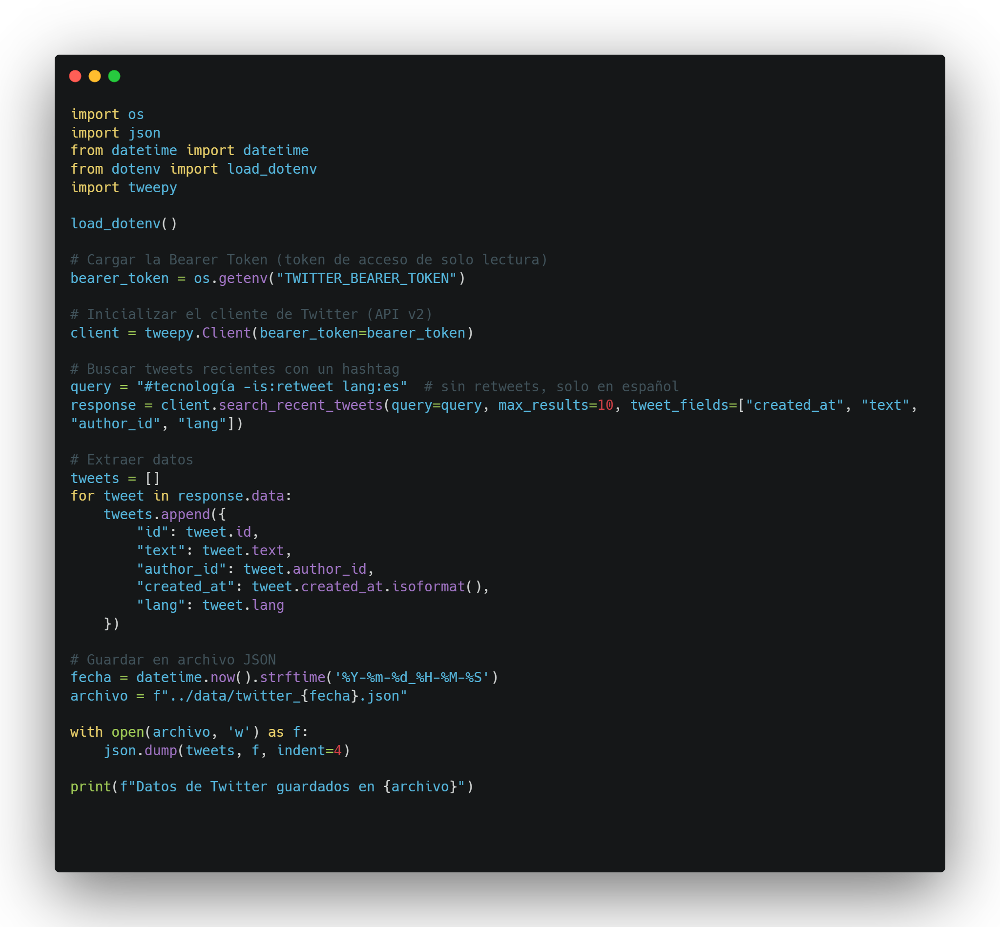 import os
import json
from datetime import datetime
from dotenv import load_dotenv
import tweepy

load_dotenv()

# Cargar la Bearer Token (token de acceso de solo lectura)
bearer_token = os.getenv("TWITTER_BEARER_TOKEN")

# Inicializar el cliente de Twitter (API v2)
client = tweepy.Client(bearer_token=bearer_token)

# Buscar tweets recientes con un hashtag
query = "#tecnología -is:retweet lang:es"  # sin retweets, solo en español
response = client.search_recent_tweets(query=query, max_results=10, tweet_fields=["created_at", "text",
"author_id", "lang"])

# Extraer datos
tweets = []
for tweet in response.data:
    tweets.append({
        "id": tweet.id,
        "text": tweet.text,
        "author_id": tweet.author_id,
        "created_at": tweet.created_at.isoformat(),
        "lang": tweet.lang
    })

# Guardar en archivo JSON
fecha = datetime.now().strftime('%Y-%m-%d_%H-%M-%S')
archivo = f"../data/twitter_{fecha}.json"

with open(archivo, 'w') as f:
    json.dump(tweets, f, indent=4)

print(f"Datos de Twitter guardados en {archivo}")